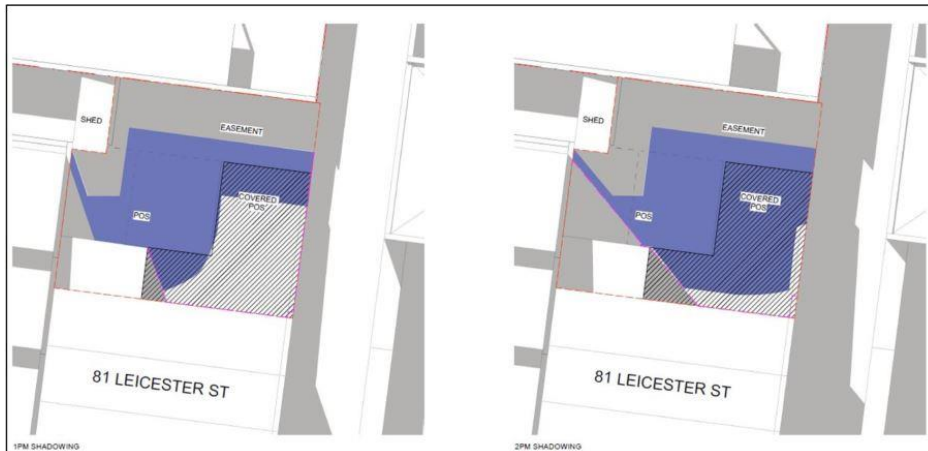 SHED
EASEMENT
COVERED
POS
POS
81 LEICESTER ST
1PM SHADOWING
SHED
EASEMENT
COVERED
POS
POS
81 LEICESTER ST
2PM SHADOWING